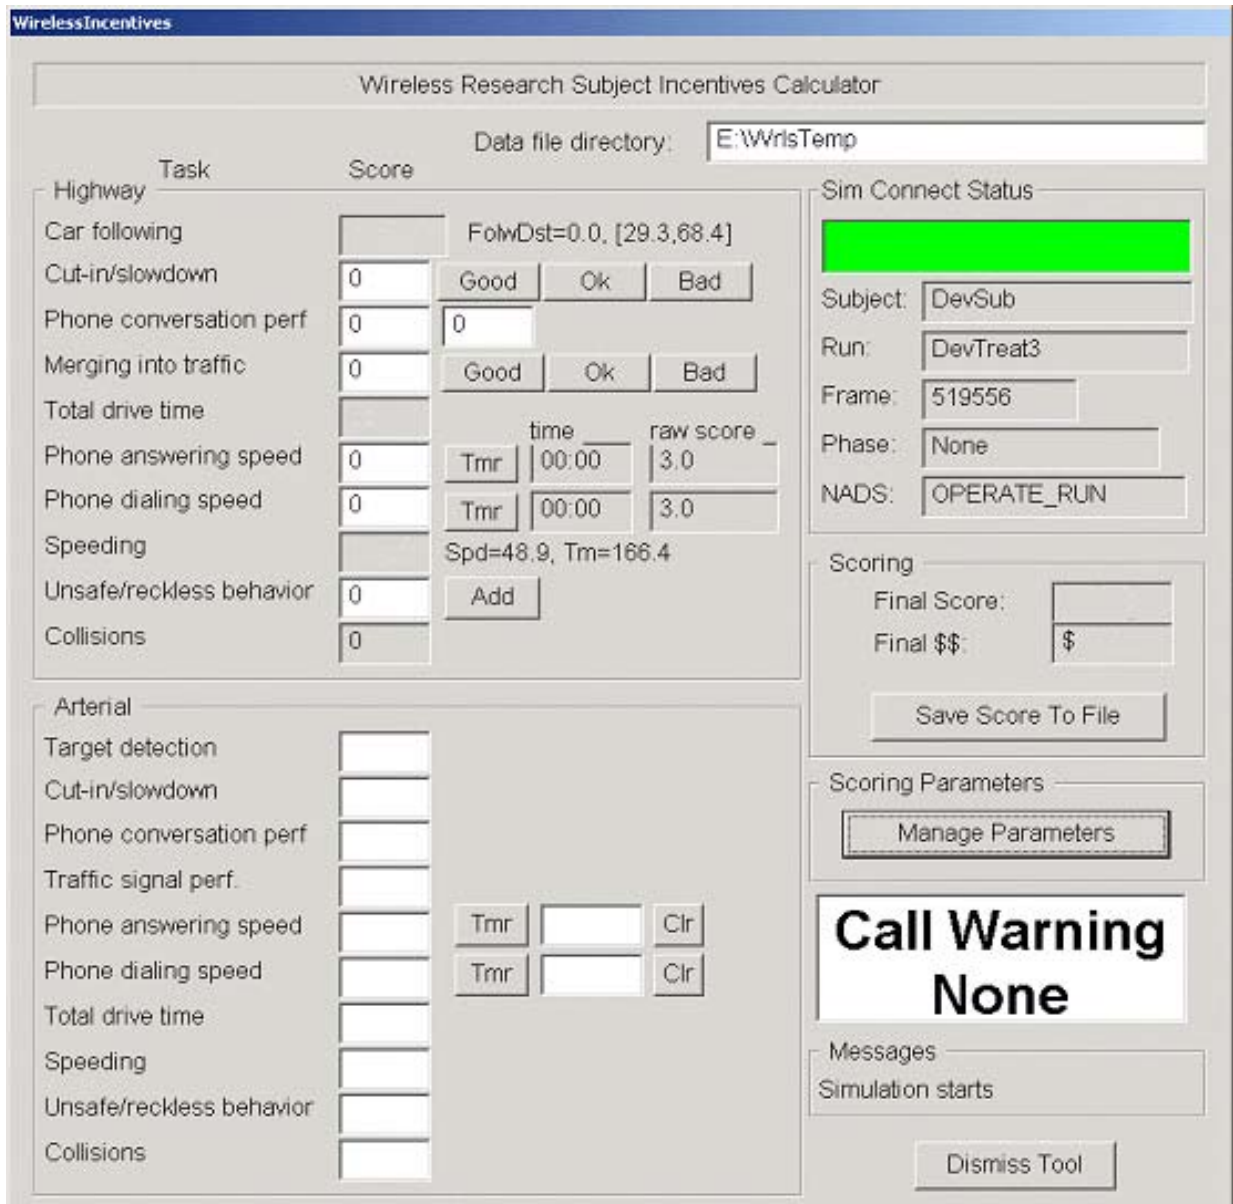 WirelessIncentives
Wireless Research Subject Incentives Calculator
Data file directory: E:\WrlsTemp
Task Score
Highway
Car following FolwDst=0.0, [29.3,68.4]
Cut-in/slowdown 0 Good Ok Bad
Phone conversation perf 0 0
Merging into traffic 0 Good Ok Bad
Total drive time
time ___ raw score _
Phone answering speed 0 Tmr 00:00 3.0
Phone dialing speed 0 Tmr 00:00 3.0
Speeding Spd=48.9, Tm=166.4
Unsafe/reckless behavior 0 Add
Collisions 0
Arterial
Target detection
Cut-in/slowdown
Phone conversation perf
Traffic signal perf.
Phone answering speed Tmr Clr
Phone dialing speed Tmr Clr
Total drive time
Speeding
Unsafe/reckless behavior
Collisions
Sim Connect Status
Subject: DevSub
Run: DevTreat3
Frame: 519556
Phase: None
NADS: OPERATE_RUN
Scoring
Final Score:
Final $$: $
Save Score To File
Scoring Parameters
Manage Parameters
Call Warning
None
Messages
Simulation starts
Dismiss Tool